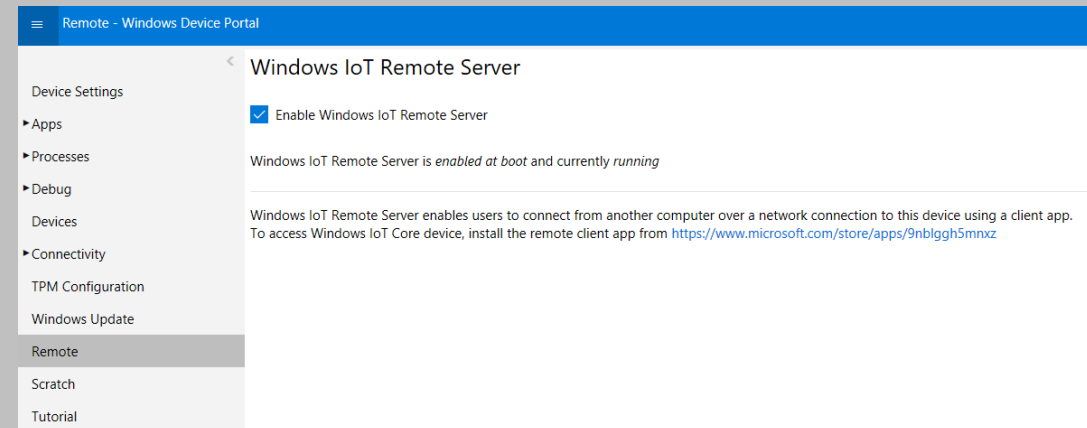 Remote - Windows Device Portal
Device Settings
Apps
Processes
Debug
Devices
Connectivity
TPM Configuration
Windows Update
Remote
Scratch
Tutorial
Windows IoT Remote Server
Enable Windows IoT Remote Server
Windows IoT Remote Server is enabled at boot and currently running
Windows IoT Remote Server enables users to connect from another computer over a network connection to this device using a client app.
To access Windows IoT Core device, install the remote client app from https://www.microsoft.com/store/apps/9nblggh5mnxz